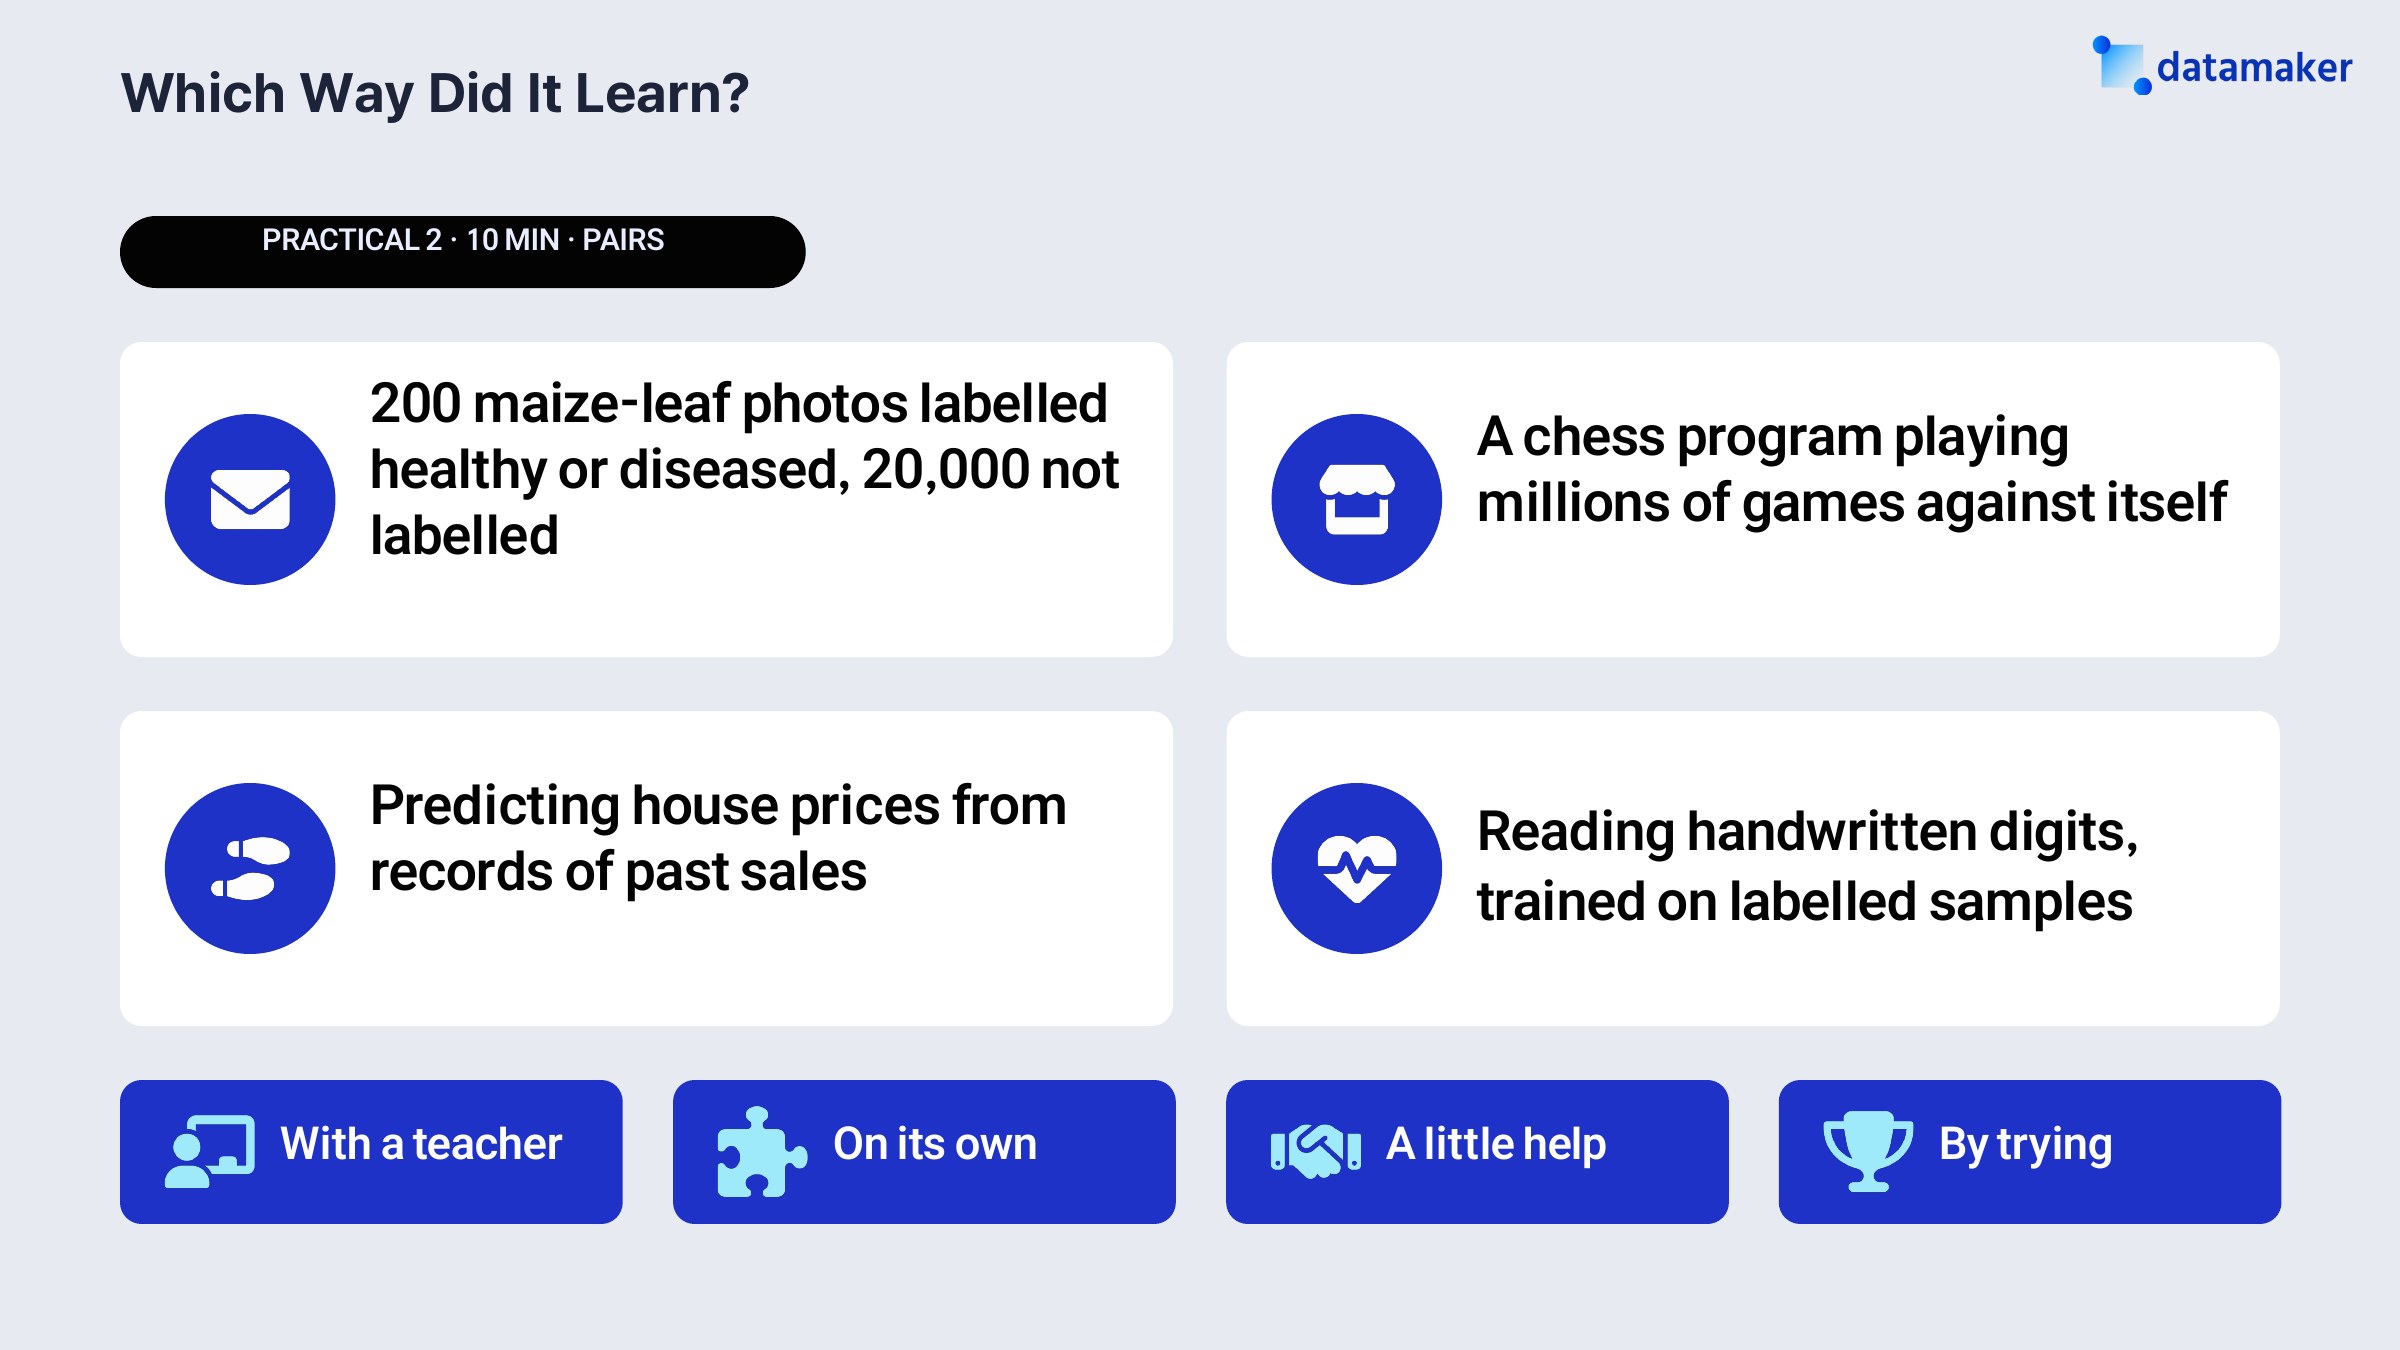 Which Way Did It Learn?
datamaker
PRACTICAL 2 · 10 MIN · PAIRS
200 maize-leaf photos labelled
healthy or diseased, 20,000 not
labelled
A chess program playing
millions of games against itself
Predicting house prices from
records of past sales
Reading handwritten digits,
trained on labelled samples
With a teacher
On its own
A little help
By trying